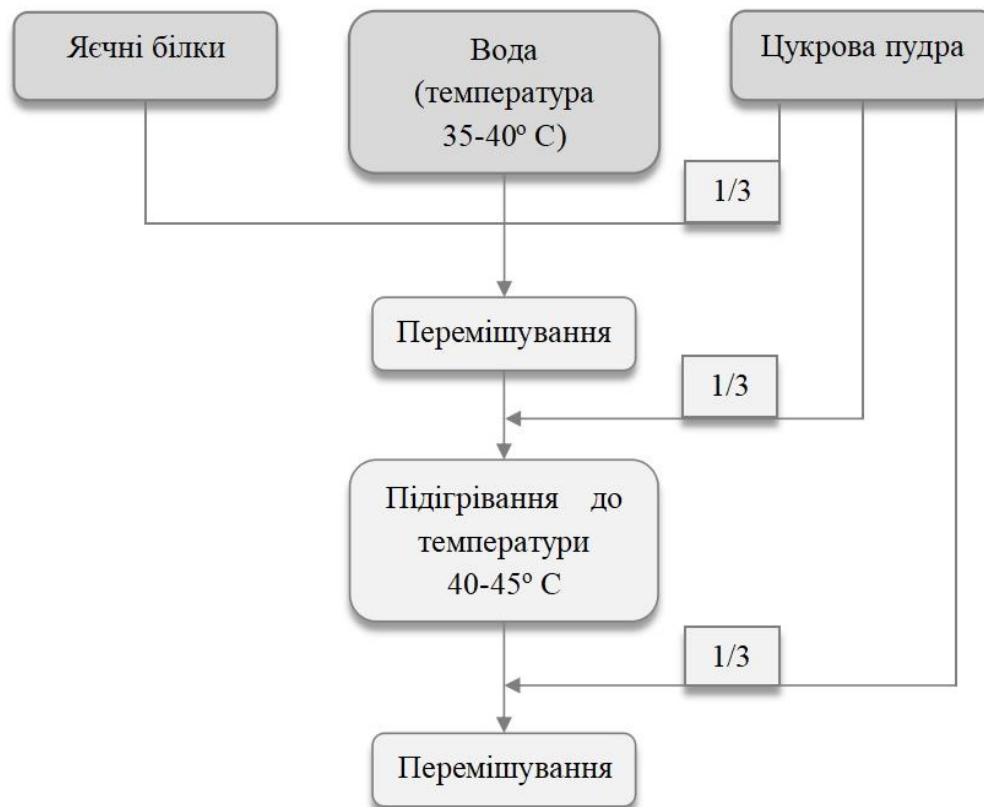 Яєчні білки
Вода
(температура
35-40º С)
Цукрова пудра
1/3
Перемішування
1/3
Підігрівання до
температури
40-45º С
1/3
Перемішування